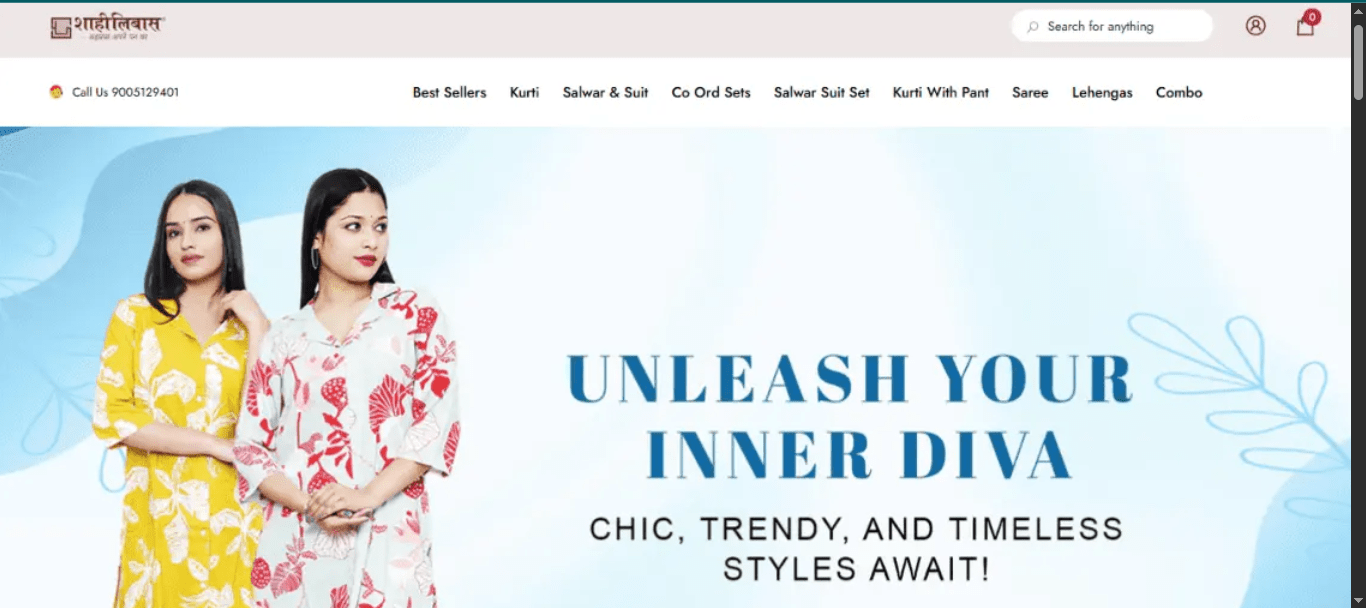 शाहीलिबास
Search for anything
0
Call Us 9005129401
Best Sellers Kurti Salwar & Suit Co Ord Sets Salwar Suit Set Kurti With Pant Saree Lehengas Combo
UNLEASH YOUR
INNER DIVA
CHIC, TRENDY, AND TIMELESS
STYLES AWAIT!